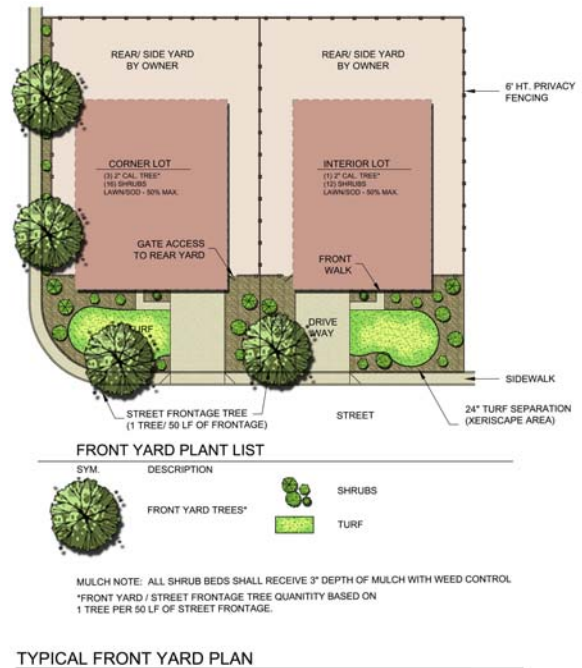 REAR/ SIDE YARD
BY OWNER
REAR/ SIDE YARD
BY OWNER
6' HT. PRIVACY
FENCING
CORNER LOT
(3) 2" CAL. TREE*
(16) SHRUBS
LAWN/SOD - 50% MAX.
INTERIOR LOT
(1) 2" CAL. TREE*
(12) SHRUBS
LAWN/SOD - 50% MAX.
GATE ACCESS
TO REAR YARD
FRONT
WALK
TURF
DRIVE
WAY
TURF
SIDEWALK
STREET FRONTAGE TREE
(1 TREE/ 50 LF OF FRONTAGE)
STREET
24" TURF SEPARATION
(XERISCAPE AREA)
FRONT YARD PLANT LIST
SYM.
DESCRIPTION
FRONT YARD TREES*
SHRUBS
TURF
MULCH NOTE: ALL SHRUB BEDS SHALL RECEIVE 3" DEPTH OF MULCH WITH WEED CONTROL
*FRONT YARD / STREET FRONTAGE TREE QUANITITY BASED ON
1 TREE PER 50 LF OF STREET FRONTAGE.
TYPICAL FRONT YARD PLAN